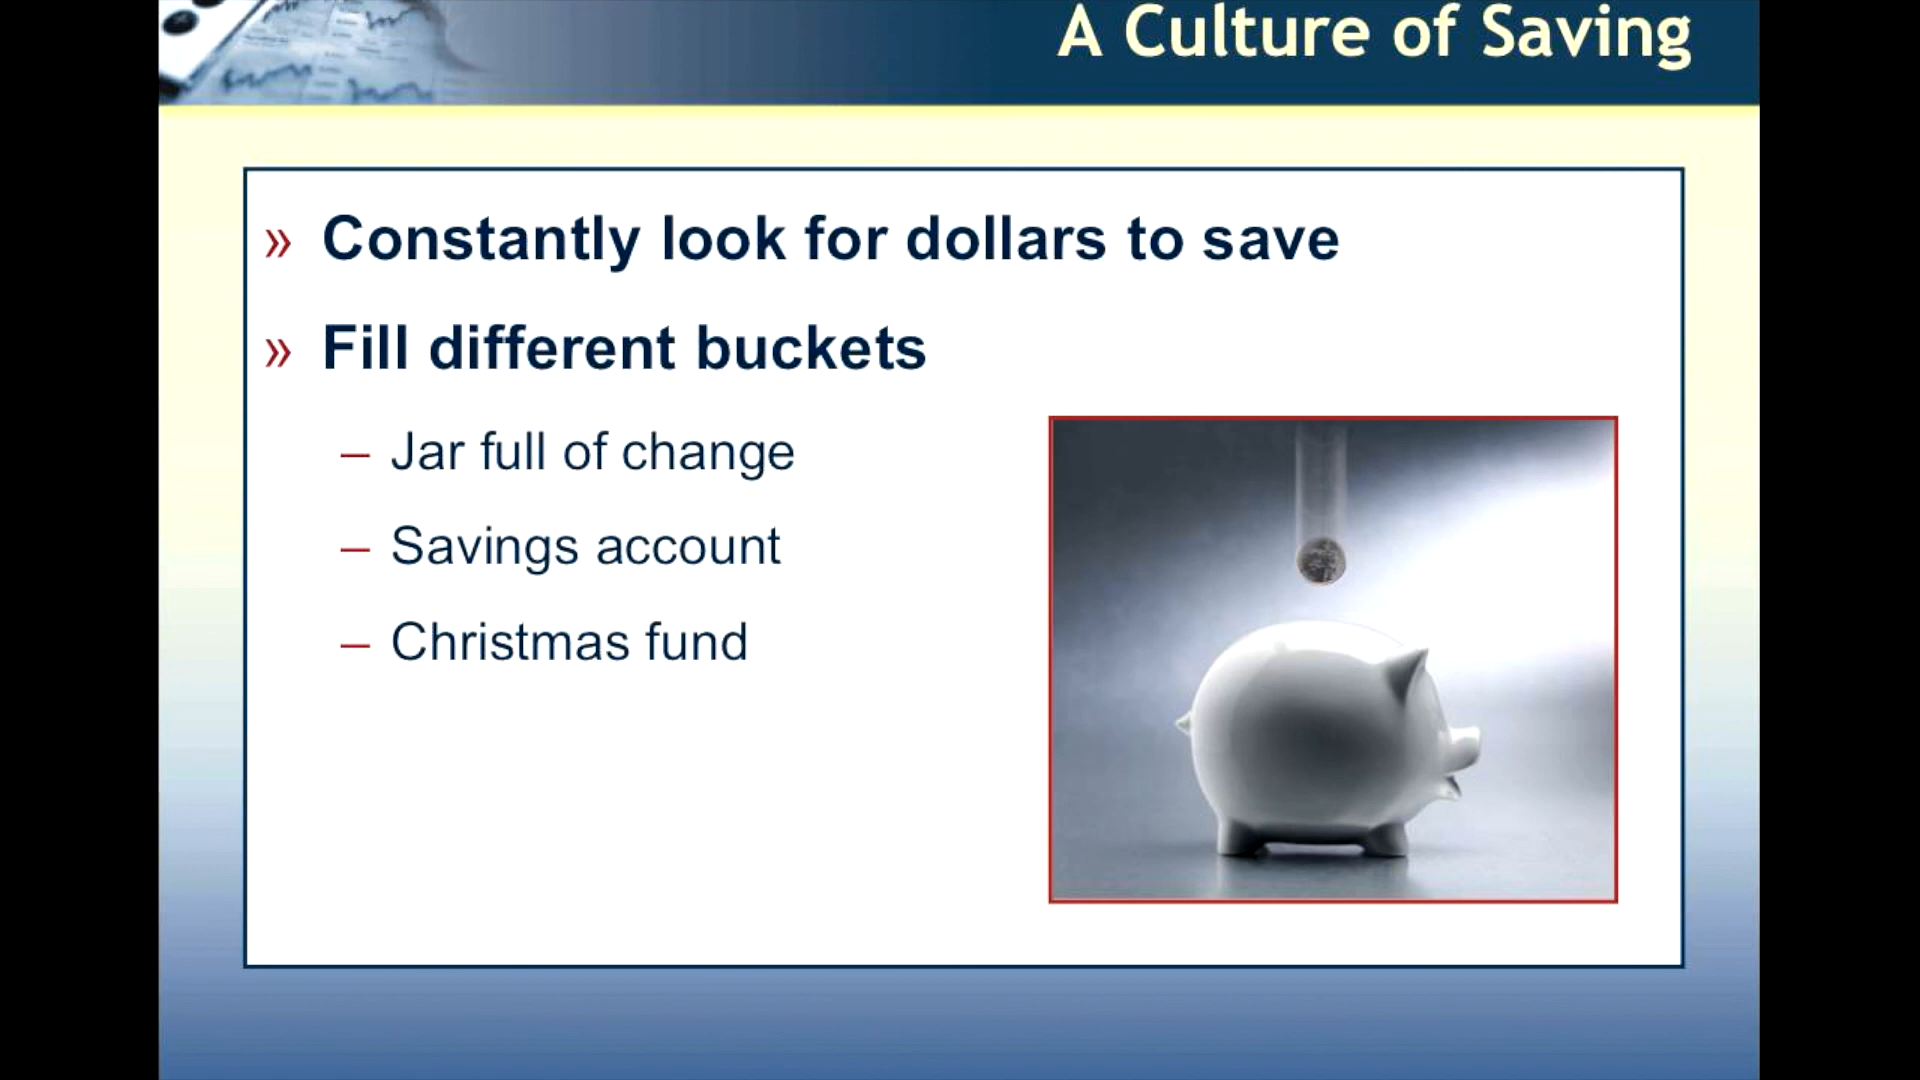 A Culture of Saving
» Constantly look for dollars to save
» Fill different buckets
– Jar full of change
– Savings account
– Christmas fund